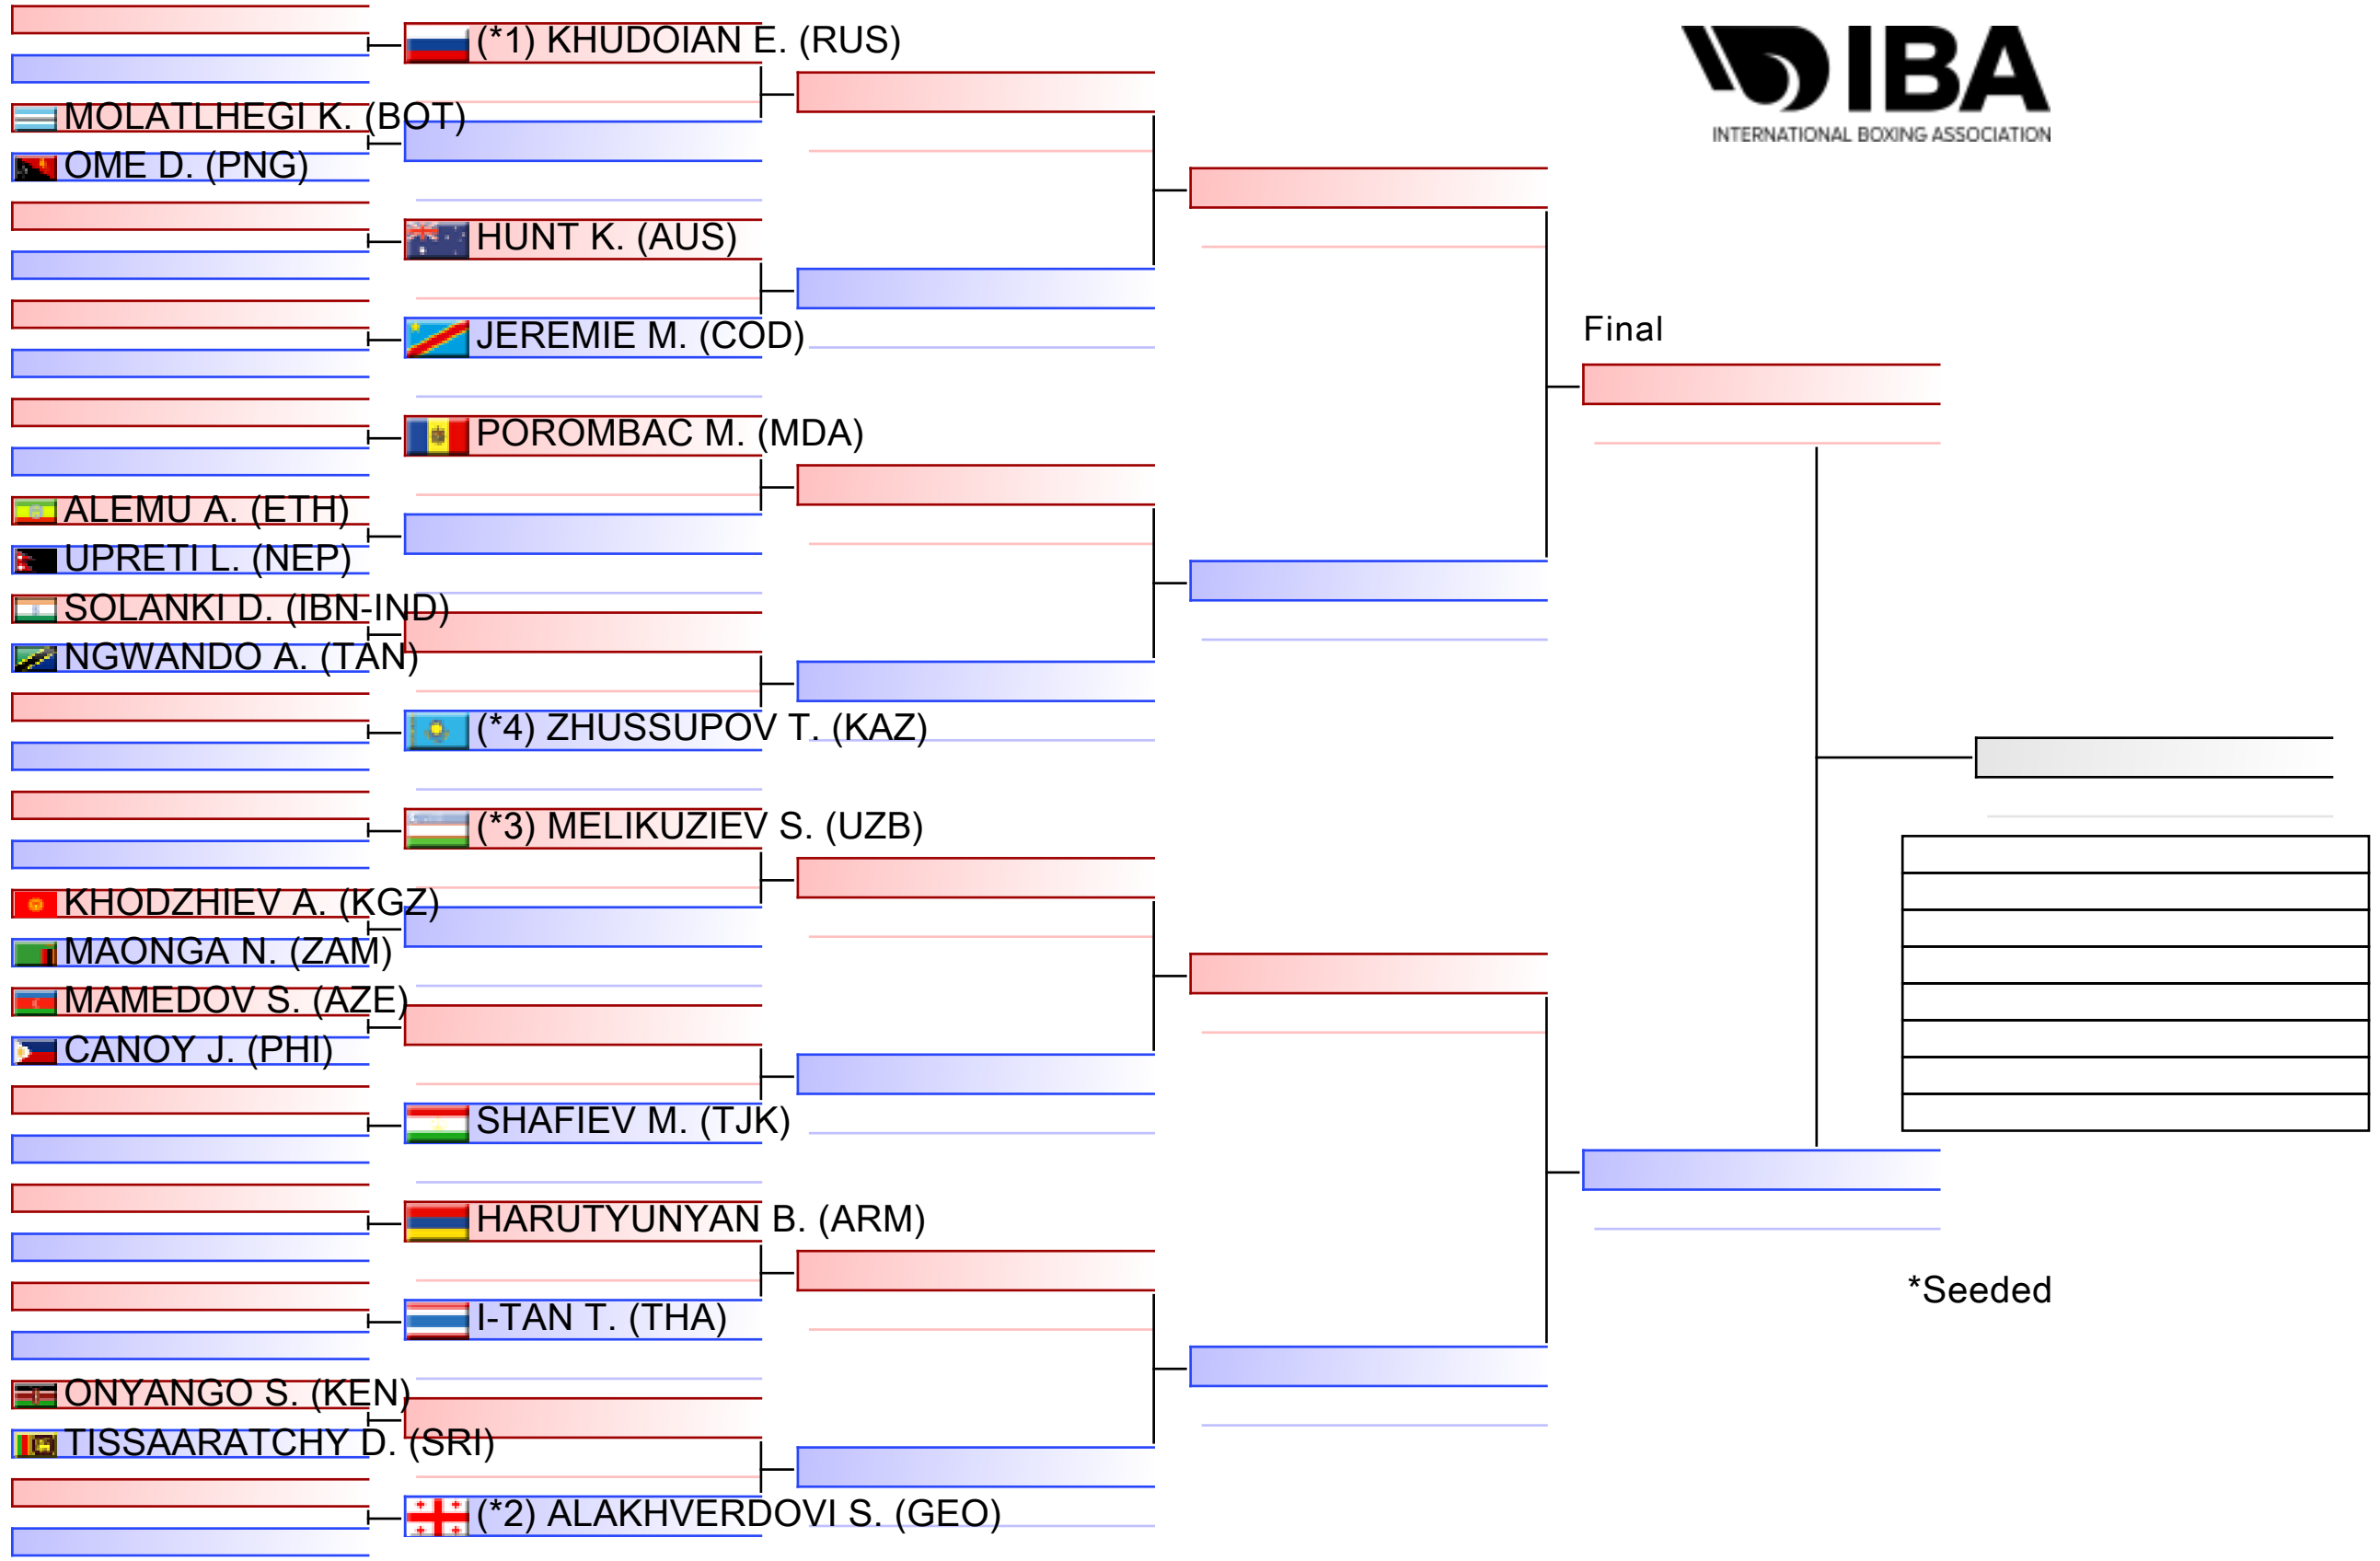 (*1) KHUDOIAN E. (RUS)
IBA
INTERNATIONAL BOXING ASSOCIATION
MOLATLHEGI K. (BOT)
OME D. (PNG)
HUNT K. (AUS)
JEREMIE M. (COD)
Final
POROMBAC M. (MDA)
ALEMU A. (ETH)
UPRETI L. (NEP)
SOLANKI D. (IBN-IND)
NGWANDO A. (TAN)
(*4) ZHUSSUPOV T. (KAZ)
(*3) MELIKUZIEV S. (UZB)
KHODZHIEV A. (KGZ)
MAONGA N. (ZAM)
MAMEDOV S. (AZE)
CANOY J. (PHI)
SHAFIEV M. (TJK)
HARUTYUNYAN B. (ARM)
*Seeded
I-TAN T. (THA)
ONYANGO S. (KEN)
TISSAARATCHY D. (SRI)
(*2) ALAKHVERDOVI S. (GEO)